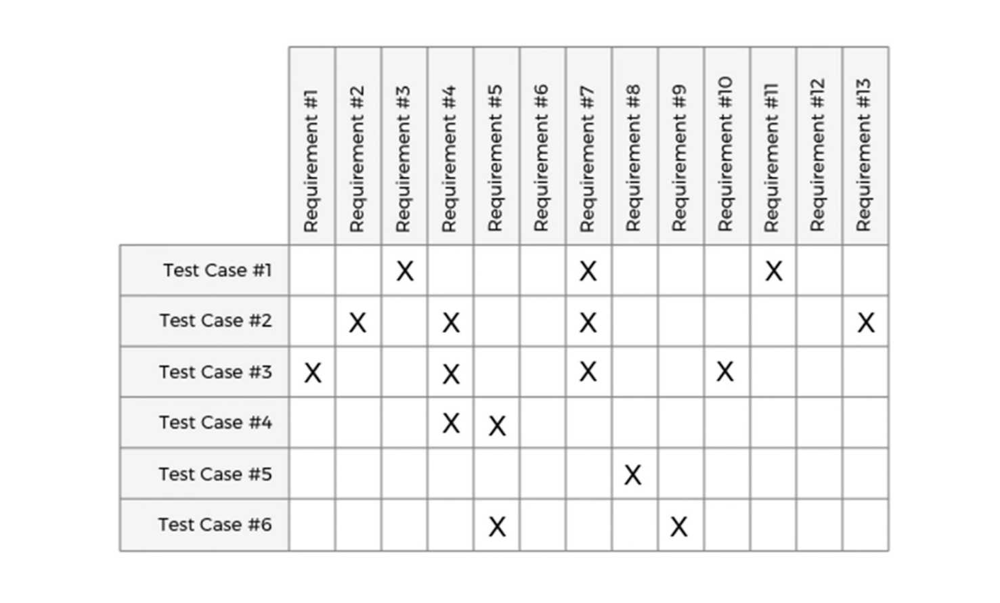 Requirement #1
Requirement #2
Requirement #3
Requirement #4
Requirement #5
Requirement #6
Requirement #7
Requirement #8
Requirement #9
Requirement #10
Requirement #11
Requirement #12
Requirement #13
Test Case #1 X X X
Test Case #2 X X X X
Test Case #3 X X X X
Test Case #4 X X
Test Case #5 X
Test Case #6 X X